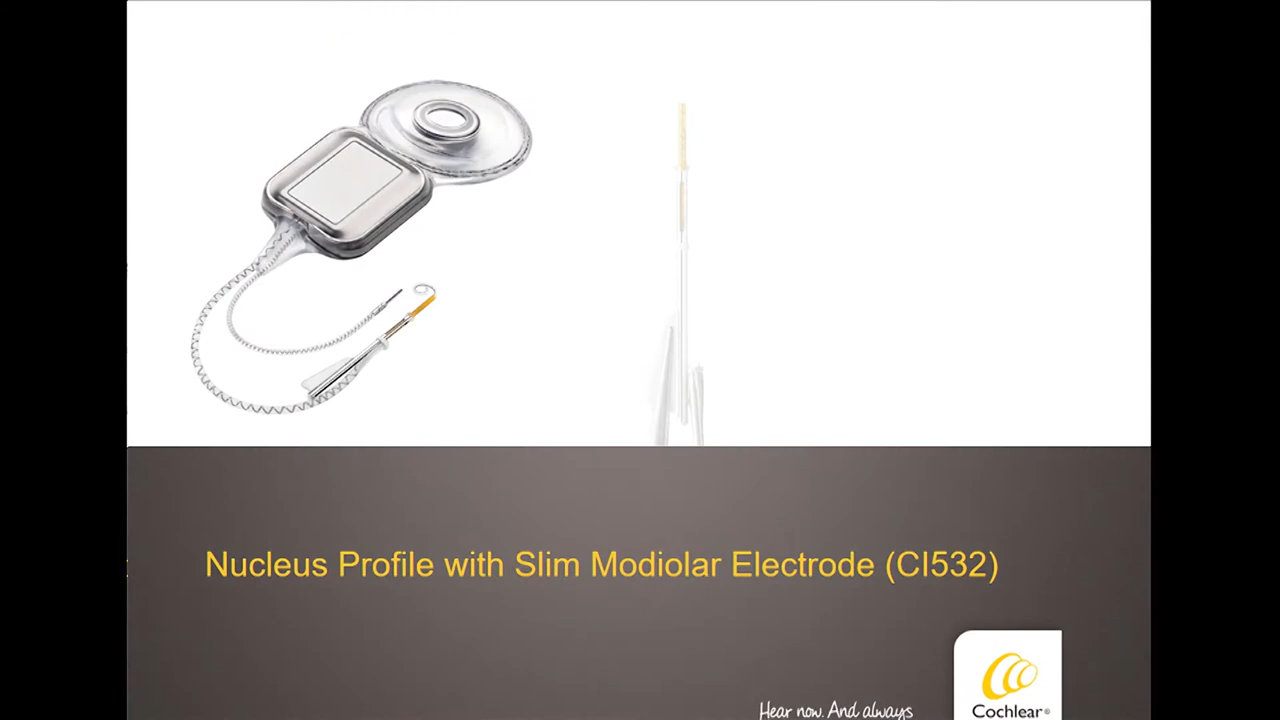 Nucleus Profile with Slim Modiolar Electrode (CI532)
Hear now. And always
Cochlear®